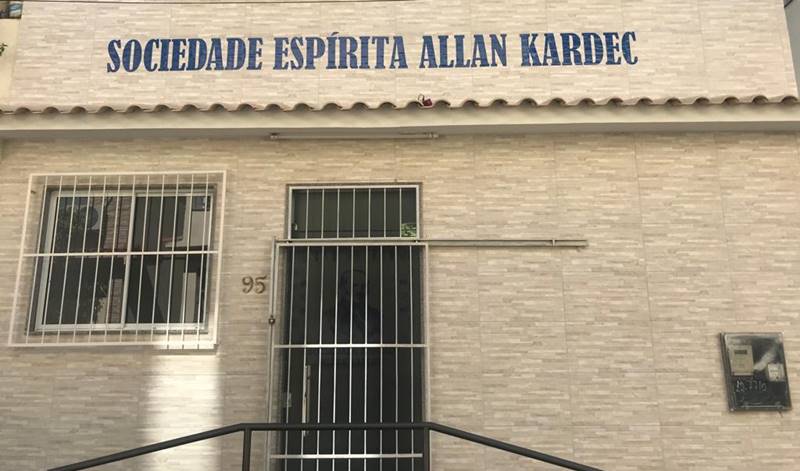 SOCIEDADE ESPÍRITA ALLAN KARDEC
95